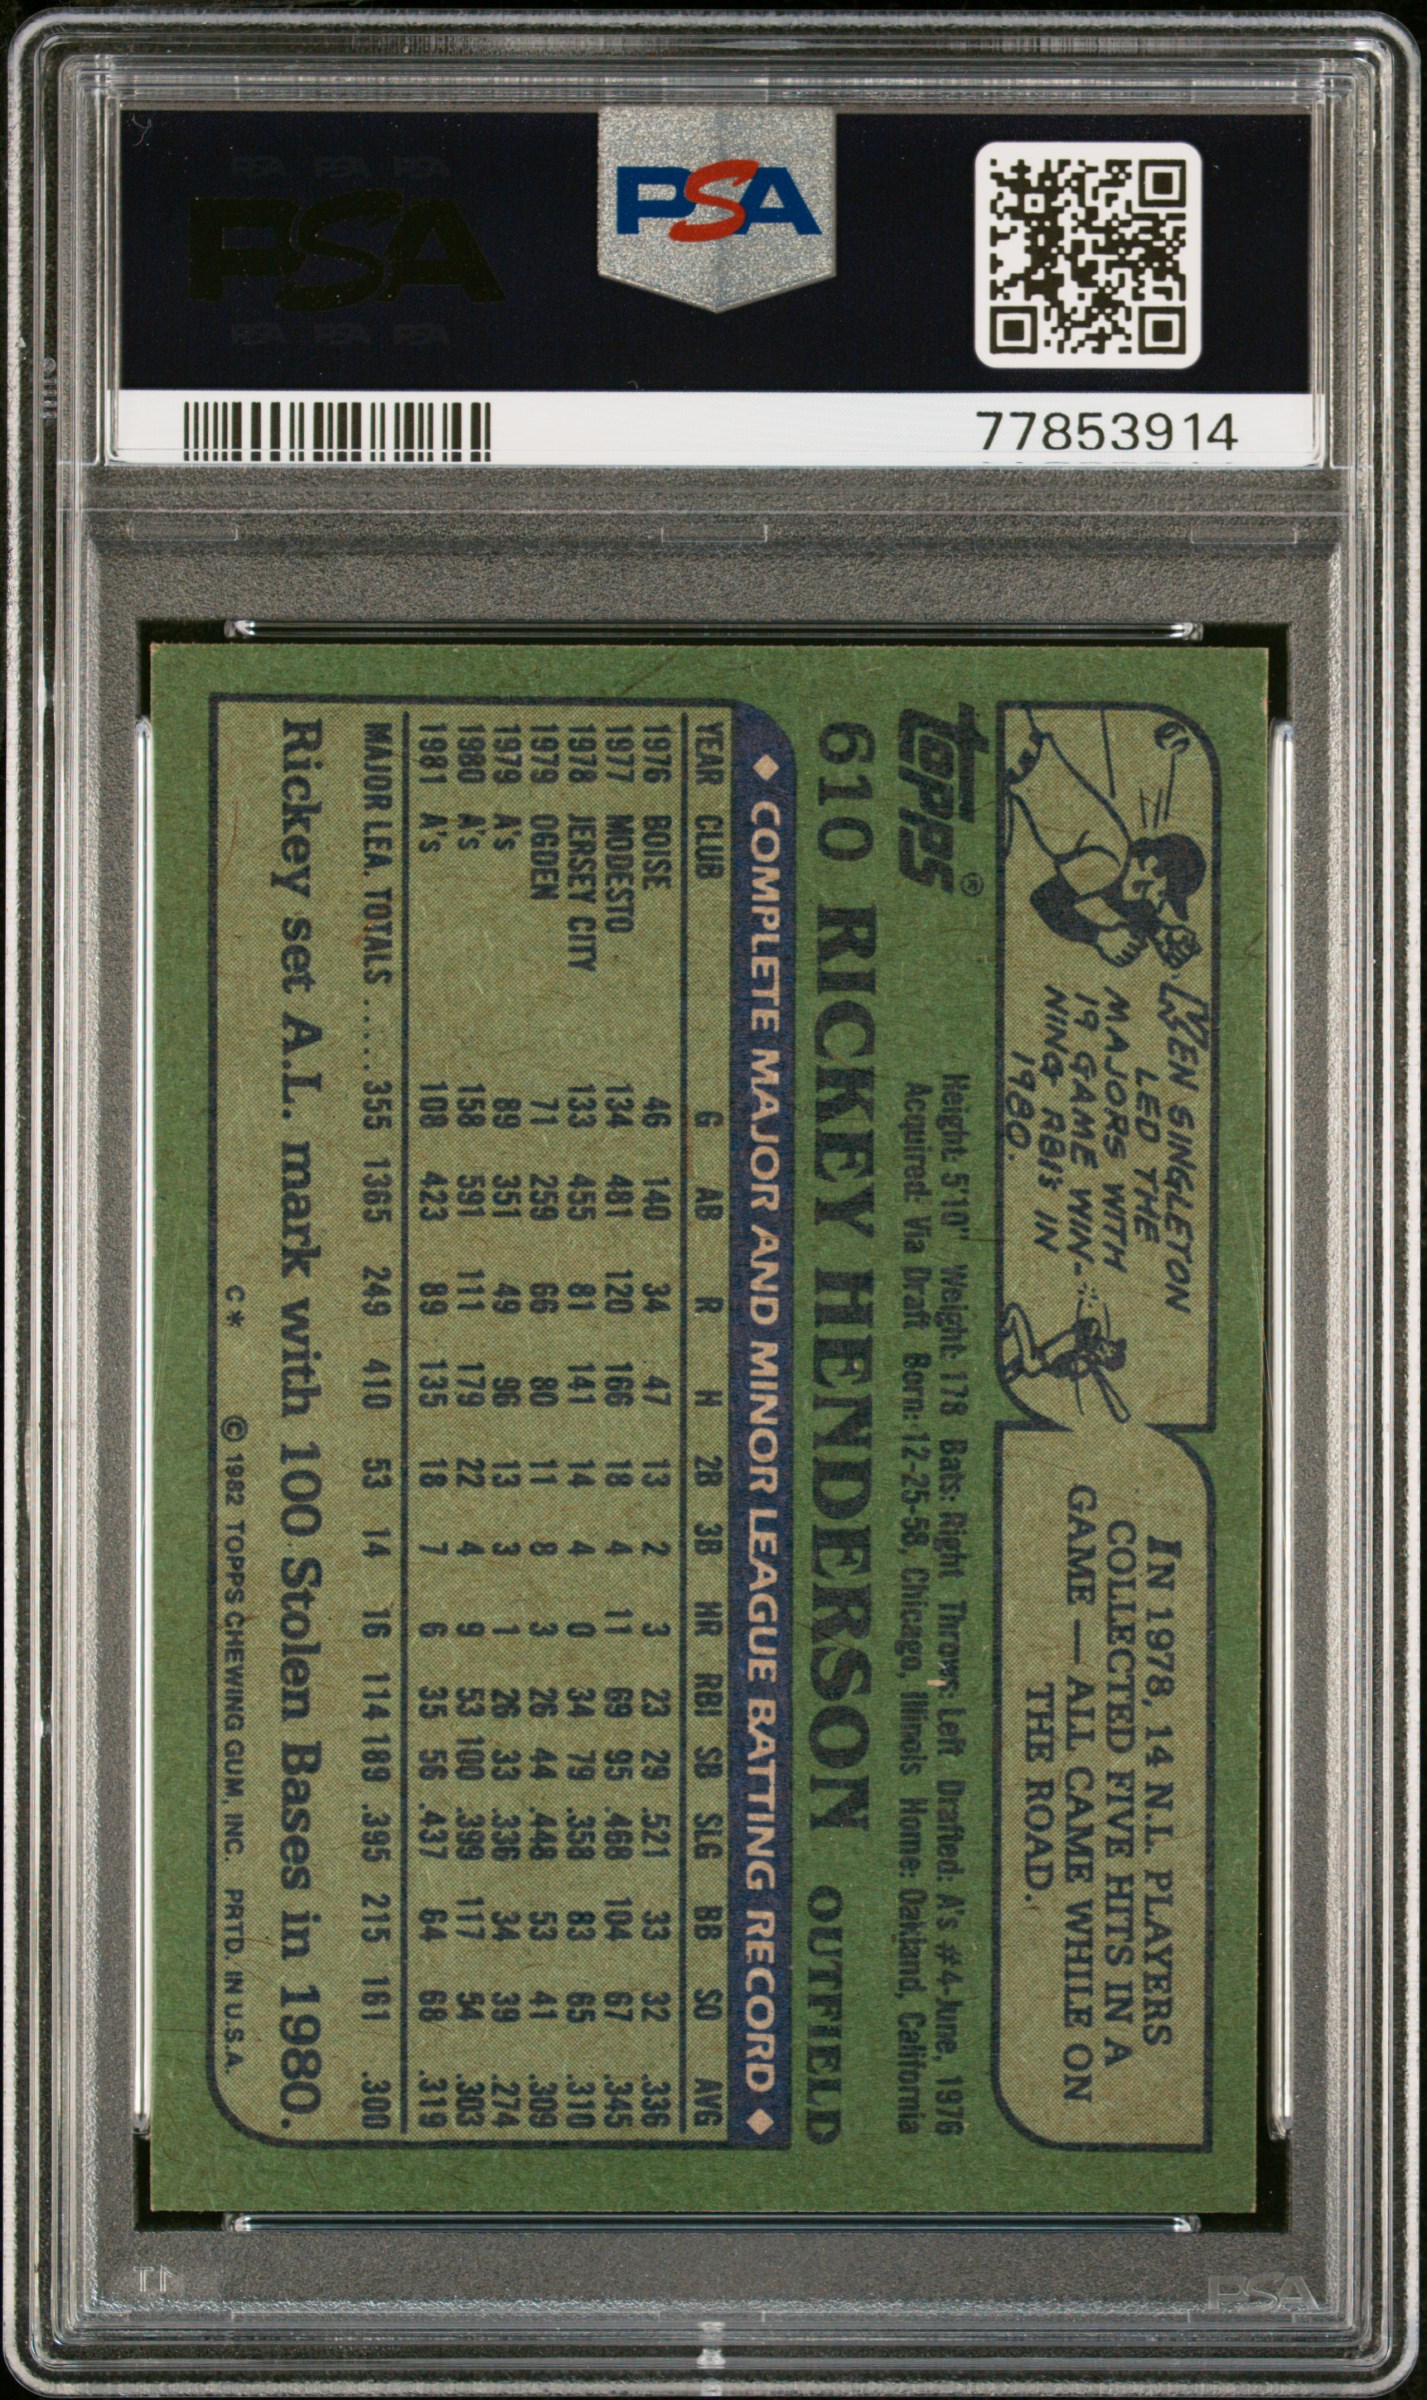 PSA PSA PSA
PSA
PSA PSA PSA
PSA
77853914
KEN SINGLETON
LED THE
MAJORS WITH
19 GAME WIN-
NING RBIs IN
1980.
IN 1978, 14 N.L. PLAYERS
COLLECTED FIVE HITS IN A
GAME — ALL CAME WHILE ON
THE ROAD.
topps®
Height: 5'10" Weight: 178 Bats: Right Throws: Left Drafted: A's #4-June, 1976
Acquired: Via Draft Born: 12-25-58, Chicago, Illinois Home: Oakland, California
610 RICKEY HENDERSON OUTFIELD
◆ COMPLETE MAJOR AND MINOR LEAGUE BATTING RECORD ◆
YEAR CLUB G AB R H 2B 3B HR RBI SB SLG BB SO AVG
1976 BOISE 46 140 34 47 13 2 3 23 29 .521 33 32 .336
1977 MODESTO 134 481 120 166 18 4 11 69 95 .468 104 67 .345
1978 JERSEY CITY 133 455 81 141 14 4 0 34 79 .358 83 65 .310
1979 OGDEN 71 259 66 80 11 8 3 26 44 .448 53 41 .309
1979 A's 89 351 49 96 13 3 1 26 33 .336 34 39 .274
1980 A's 158 591 111 179 22 4 9 53 100 .399 117 54 .303
1981 A's 108 423 89 135 18 7 6 35 56 .437 64 68 .319
MAJOR LEA. TOTALS ..... 355 1365 249 410 53 14 16 114 189 .395 215 161 .300
Rickey set A.L. mark with 100 Stolen Bases in 1980.
C* © 1982 TOPPS CHEWING GUM, INC. PRTD. IN U.S.A.
PSA